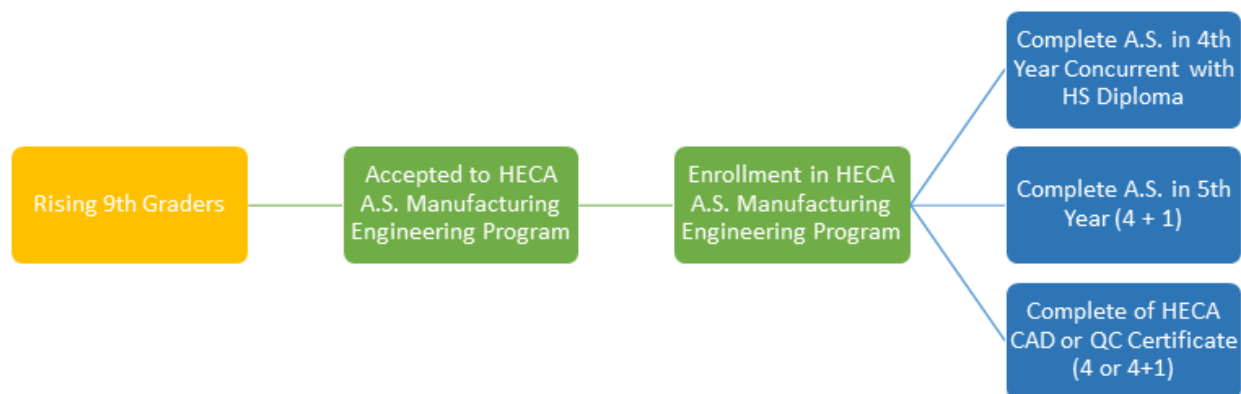 Rising 9th Graders
Accepted to HECA
A.S. Manufacturing
Engineering Program
Enrollment in HECA
A.S. Manufacturing
Engineering Program
Complete A.S. in 4th
Year Concurrent with
HS Diploma
Complete A.S. in 5th
Year (4 + 1)
Complete of HECA
CAD or QC Certificate
(4 or 4+1)